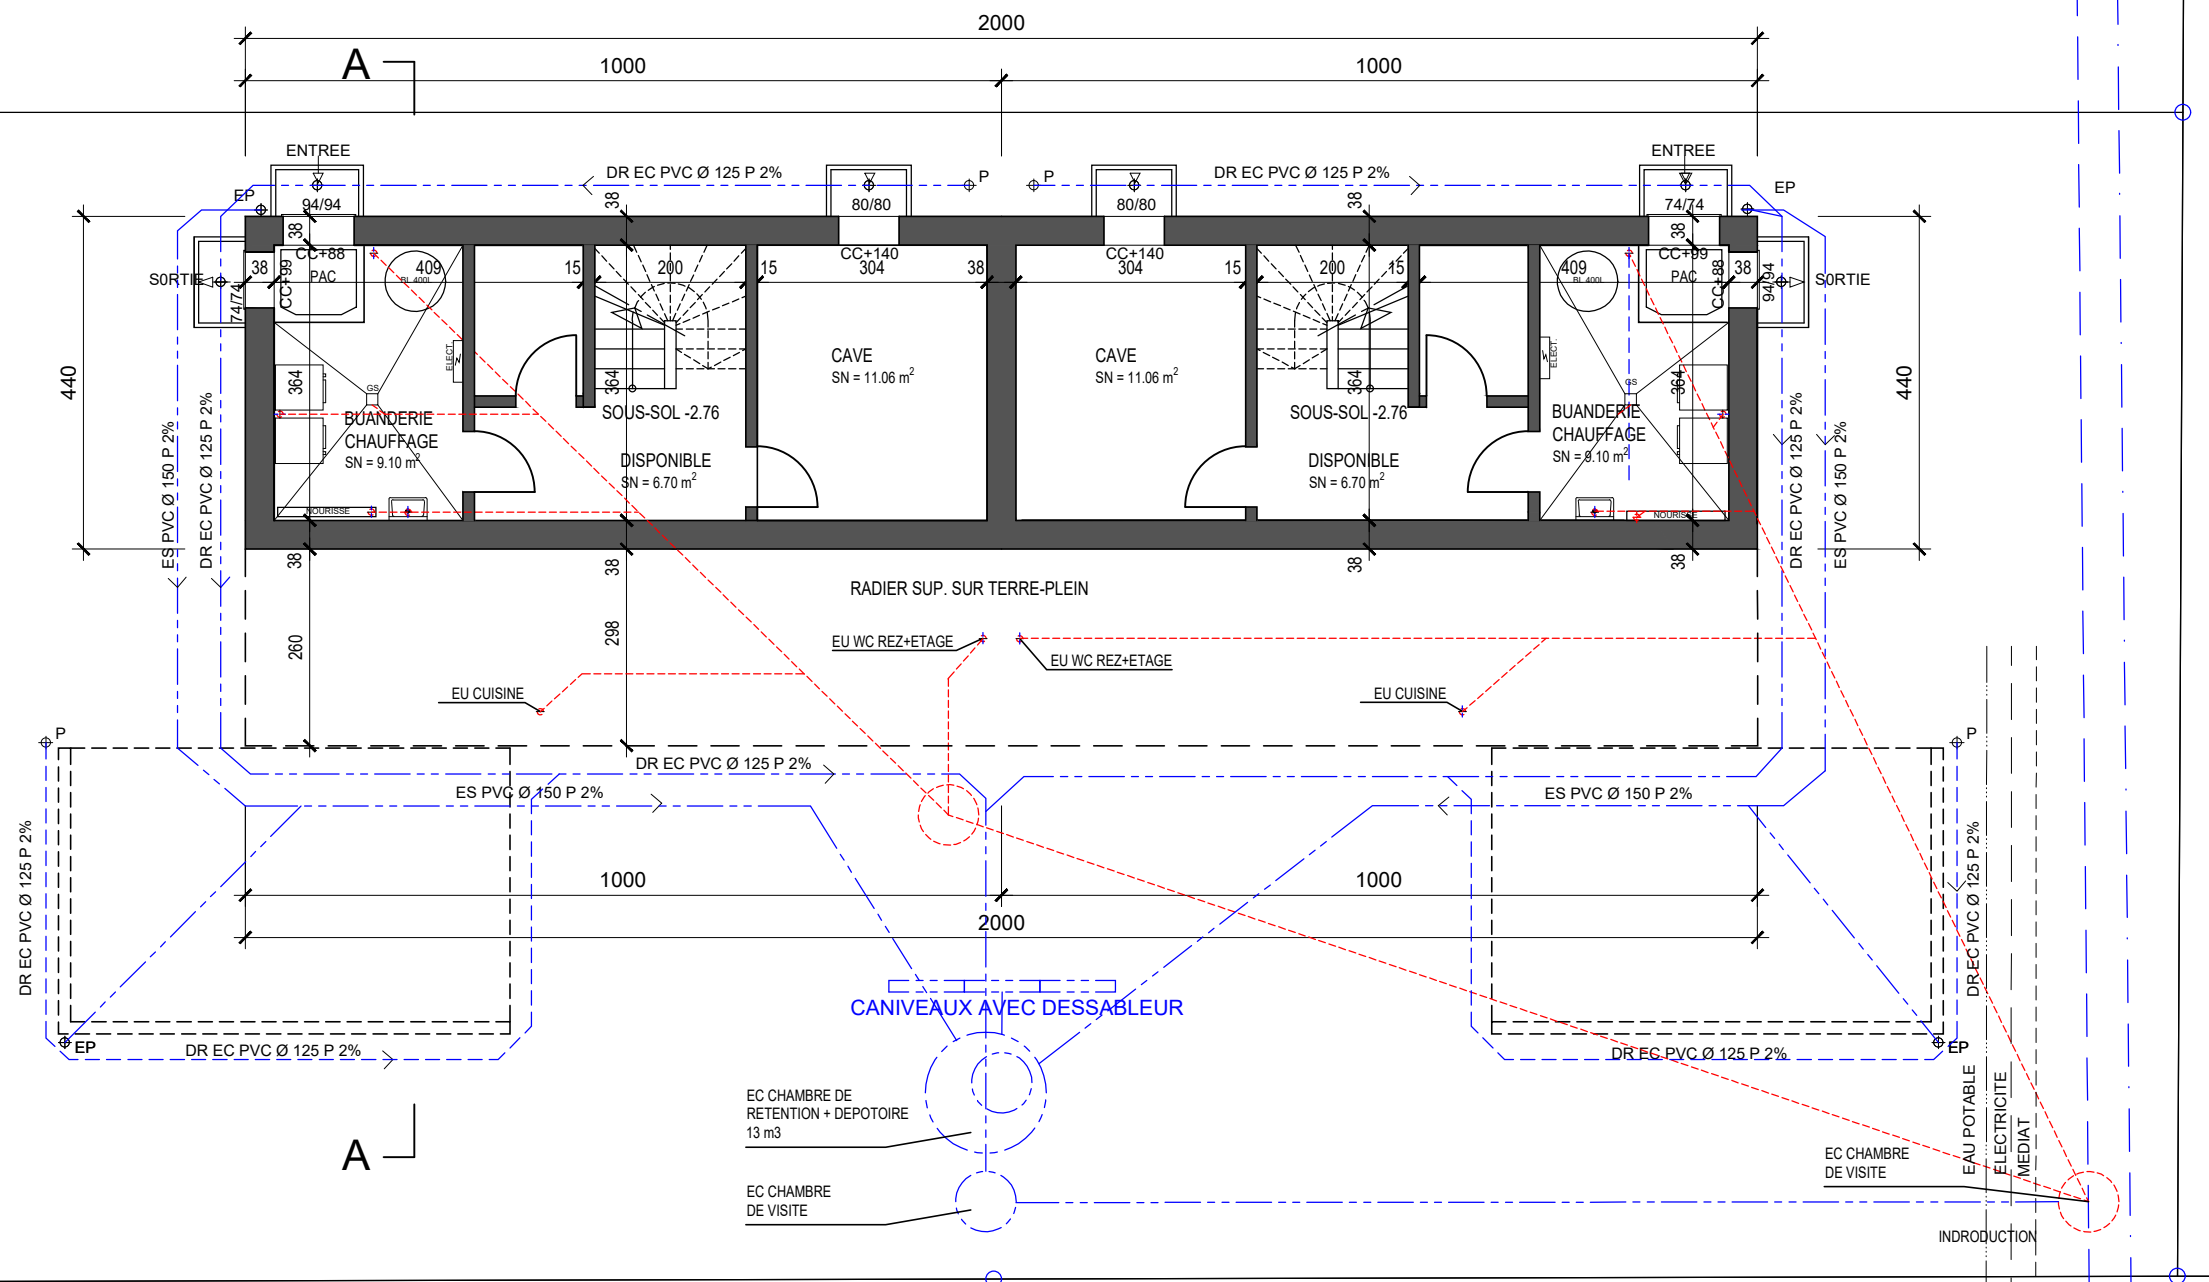 2000
1000
1000
A
ENTREE
ENTREE
DR EC PVC Ø 125 P 2%
DR EC PVC Ø 125 P 2%
P
P
EP
EP
94/94
80/80
80/80
74/74
38
38
38
38
CC+88
CC+140
CC+140
CC+99
PAC
PAC
SORTIE
SORTIE
38
409
15
200
15
304
38
304
15
200
15
409
38
BL 400L
BL 400L
CC+99
CC+88
74/74
94/94
ELECT.
ELECT.
440
440
364
364
364
364
GS
GS
CAVE
SN = 11.06 m²
CAVE
SN = 11.06 m²
SOUS-SOL -2.76
SOUS-SOL -2.76
BUANDERIE
CHAUFFAGE
SN = 9.10 m²
BUANDERIE
CHAUFFAGE
SN = 9.10 m²
DISPONIBLE
SN = 6.70 m²
DISPONIBLE
SN = 6.70 m²
NOURISSE
NOURISSE
ES PVC Ø 150 P 2%
DR EC PVC Ø 125 P 2%
DR EC PVC Ø 125 P 2%
ES PVC Ø 150 P 2%
38
38
38
38
RADIER SUP. SUR TERRE-PLEIN
260
298
EU WC REZ+ETAGE
EU WC REZ+ETAGE
EU CUISINE
EU CUISINE
P
P
DR EC PVC Ø 125 P 2%
ES PVC Ø 150 P 2%
ES PVC Ø 150 P 2%
DR EC PVC Ø 125 P 2%
DR EC PVC Ø 125 P 2%
1000
1000
2000
CANIVEAUX AVEC DESSABLEUR
EP
EP
DR EC PVC Ø 125 P 2%
DR EC PVC Ø 125 P 2%
EC CHAMBRE DE
RETENTION + DEPOTOIRE
13 m3
A
EC CHAMBRE
DE VISITE
EC CHAMBRE
DE VISITE
EAU POTABLE
ELECTRICITE
MEDIAT
INDRODUCTION